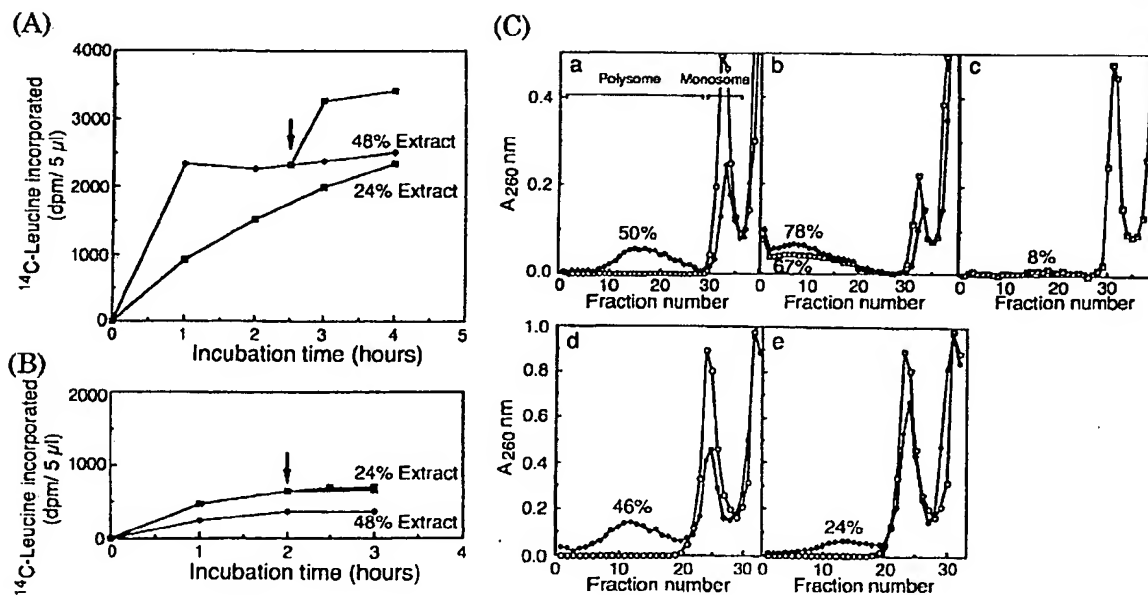 (A)
14C-Leucine incorporated
(dpm/ 5 µl)
4000
3000
2000
1000
0
48% Extract
24% Extract
0 1 2 3 4 5
Incubation time (hours)
(B)
14C-Leucine incorporated
(dpm/ 5 µl)
2000
1000
0
24% Extract
48% Extract
0 1 2 3 4
Incubation time (hours)
(C)
A260 nm
0.4
0.2
0.0
a
Polysome
Monosome
50%
0 10 20 30
Fraction number
b
78%
67%
0 10 20 30
Fraction number
c
8%
0 10 20 30
Fraction number
A260 nm
1.0
0.8
0.6
0.4
0.2
0.0
d
46%
0 10 20 30
Fraction number
e
24%
0 10 20 30
Fraction number